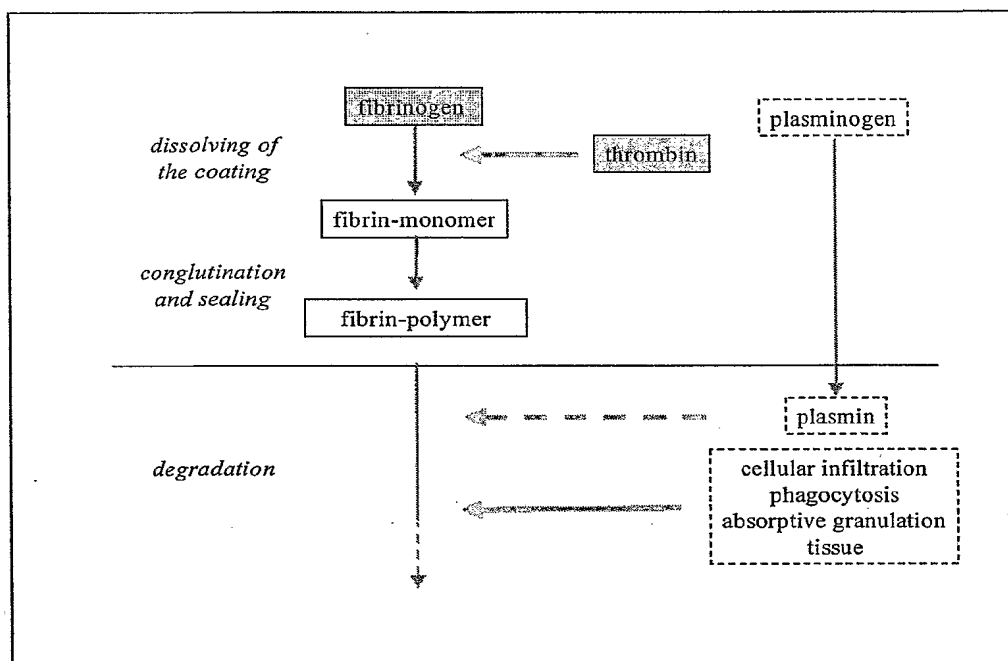 fibrinogen
plasminogen
dissolving of
the coating
thrombin
fibrin-monomer
conglutination
and sealing
fibrin-polymer
plasmin
degradation
cellular infiltration
phagocytosis
absorptive granulation
tissue